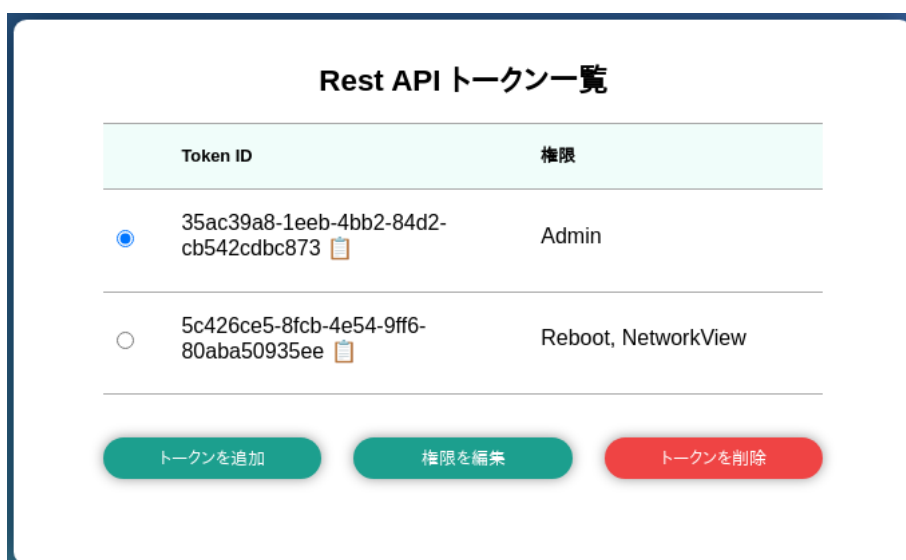 Rest API トークン一覧
Token ID 権限
35ac39a8-1eeb-4bb2-84d2-
cb542cdbc873 📋 Admin
5c426ce5-8fcb-4e54-9ff6-
80aba50935ee 📋 Reboot, NetworkView
トークンを追加 権限を編集 トークンを削除